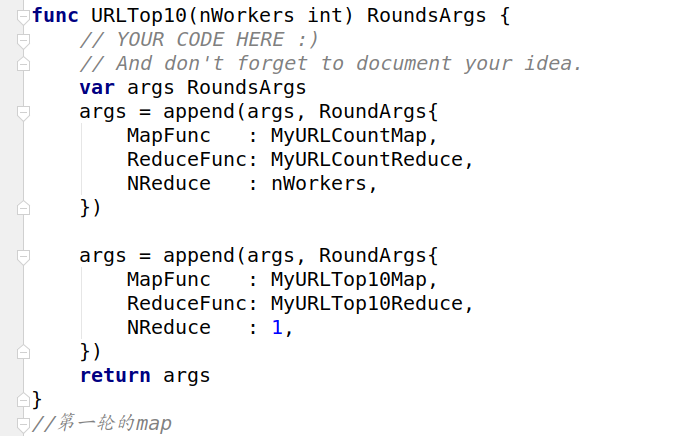 func URLTop10(nWorkers int) RoundsArgs {
    // YOUR CODE HERE :)
    // And don't forget to document your idea.
    var args RoundsArgs
    args = append(args, RoundArgs{
        MapFunc   : MyURLCountMap,
        ReduceFunc: MyURLCountReduce,
        NReduce   : nWorkers,
    })

    args = append(args, RoundArgs{
        MapFunc   : MyURLTop10Map,
        ReduceFunc: MyURLTop10Reduce,
        NReduce   : 1,
    })
    return args
}
//第一轮的map